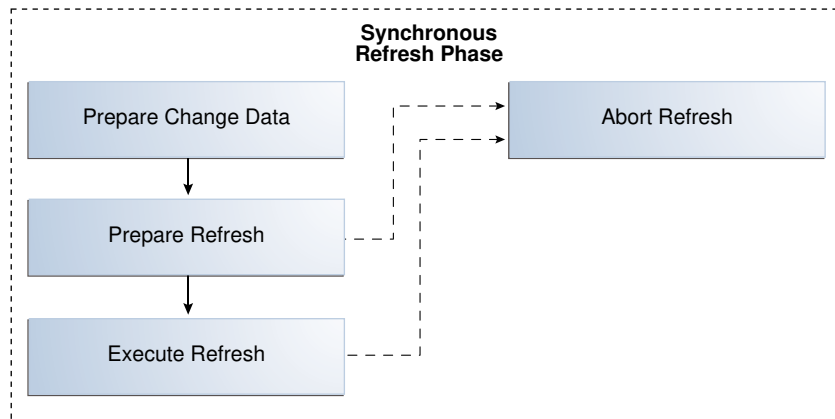 Synchronous
Refresh Phase
Prepare Change Data
Abort Refresh
Prepare Refresh
Execute Refresh